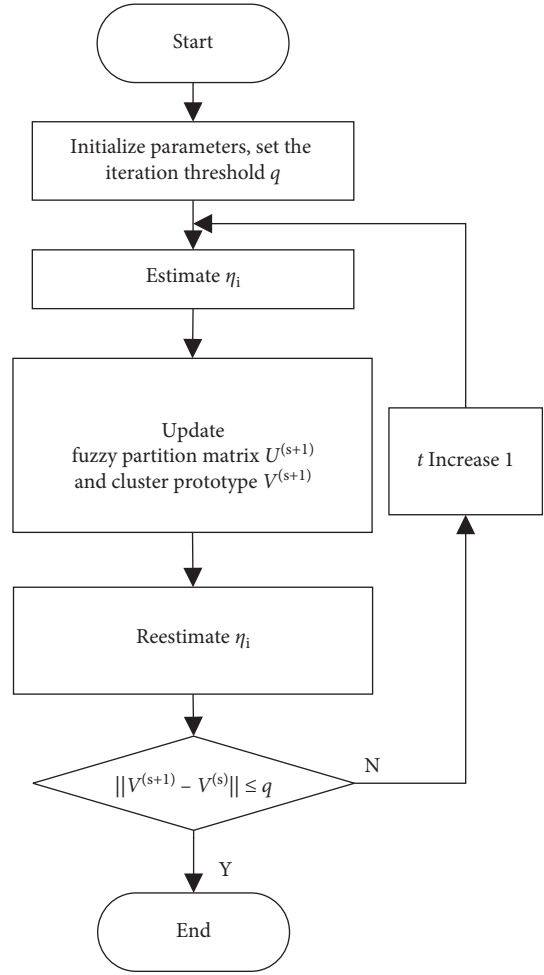 Start
Initialize parameters, set the
iteration threshold q
Estimate ηi
Update
fuzzy partition matrix U(s+1)
and cluster prototype V(s+1)
t Increase 1
Reestimate ηi
||V(s+1) – V(s)|| ≤ q
N
Y
End